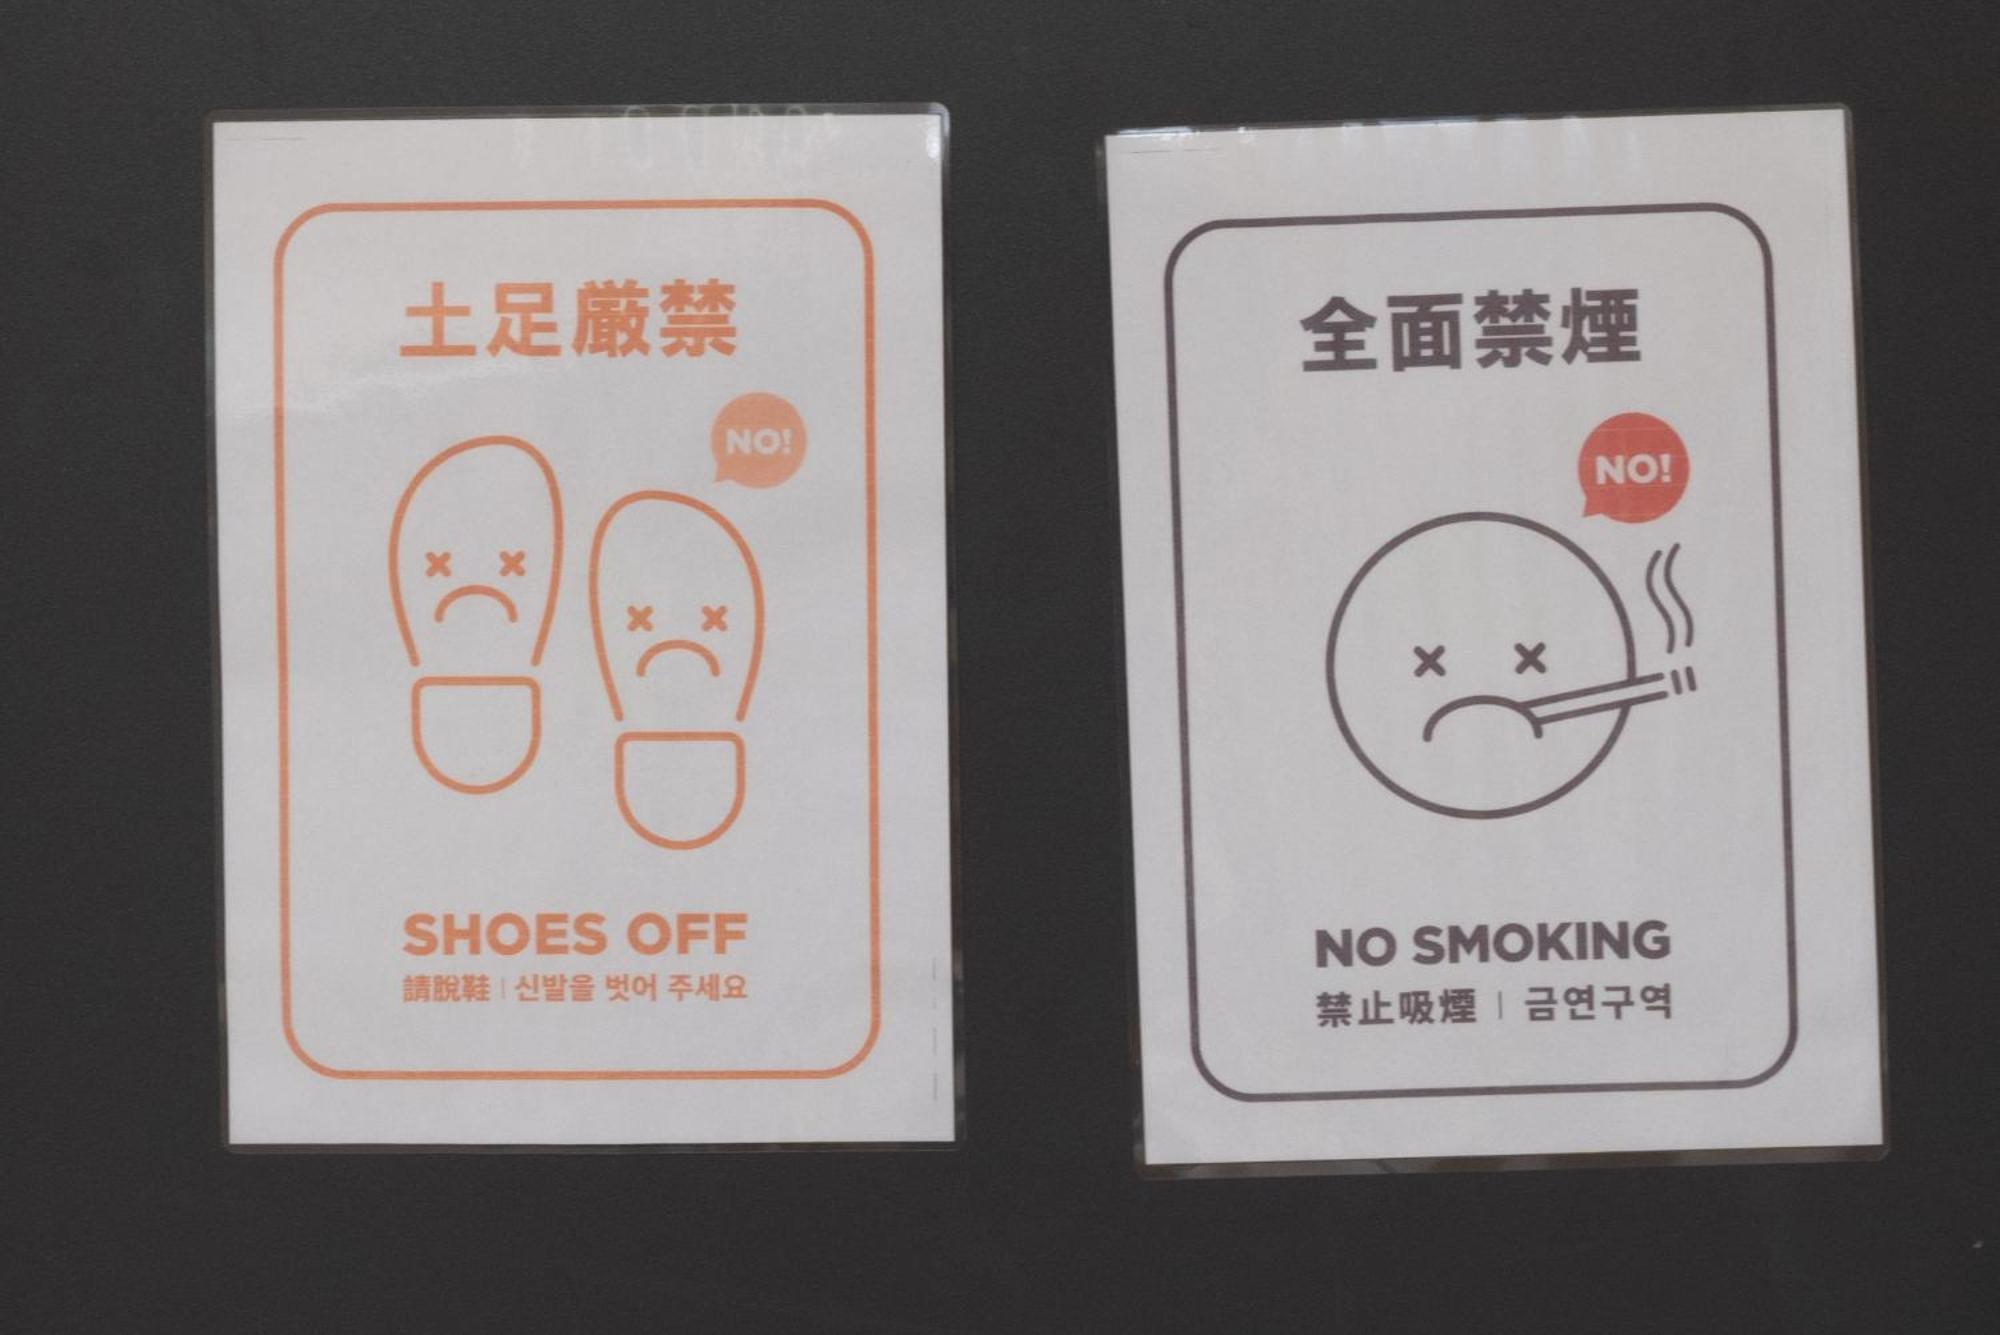 土足厳禁
NO!
SHOES OFF
請脫鞋 | 신발을 벗어 주세요
全面禁煙
NO!
NO SMOKING
禁止吸煙 | 금연구역